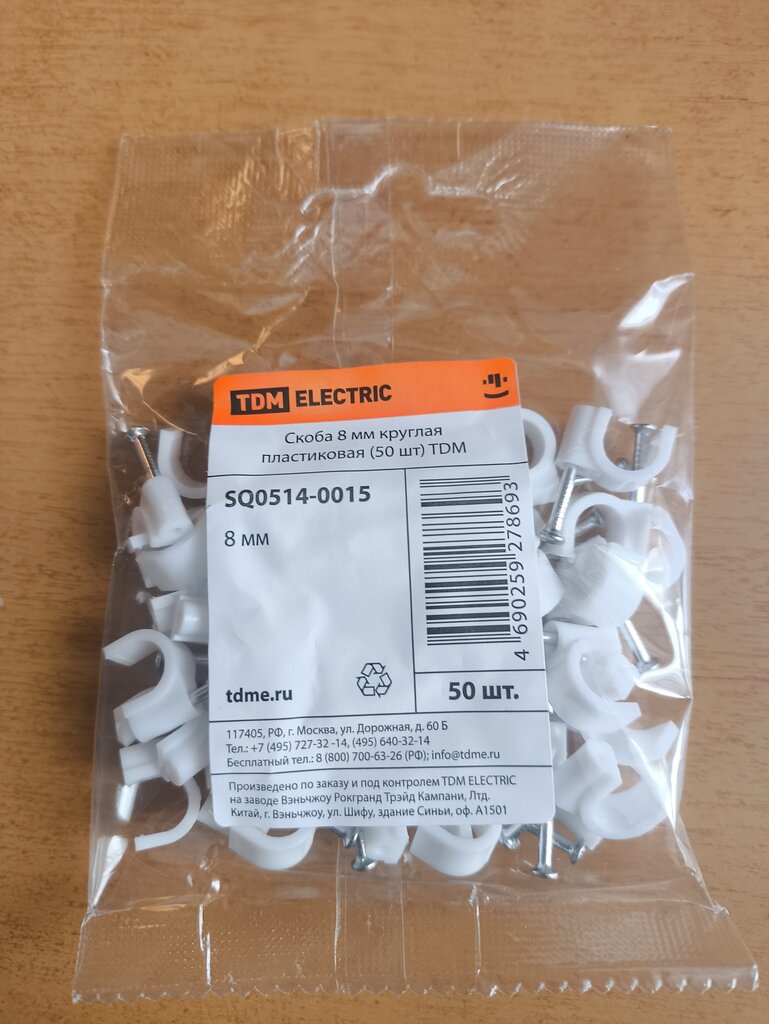 TDM ELECTRIC
Скоба 8 мм круглая
пластиковая (50 шт) TDM
SQ0514-0015
8 мм
4 690259 278693
tdme.ru
50 шт.
117405, РФ, г. Москва, ул. Дорожная, д. 60 Б
Тел.: +7 (495) 727-32 -14, (495) 640-32-14
Бесплатный тел.: 8 (800) 700-63-26 (РФ); info@tdme.ru
Произведено по заказу и под контролем TDM ELECTRIC
на заводе Вэньчжоу Рокгранд Трэйд Кампани, Лтд.
Китай, г. Вэньчжоу, ул. Шифу, здание Синьи, оф. А1501